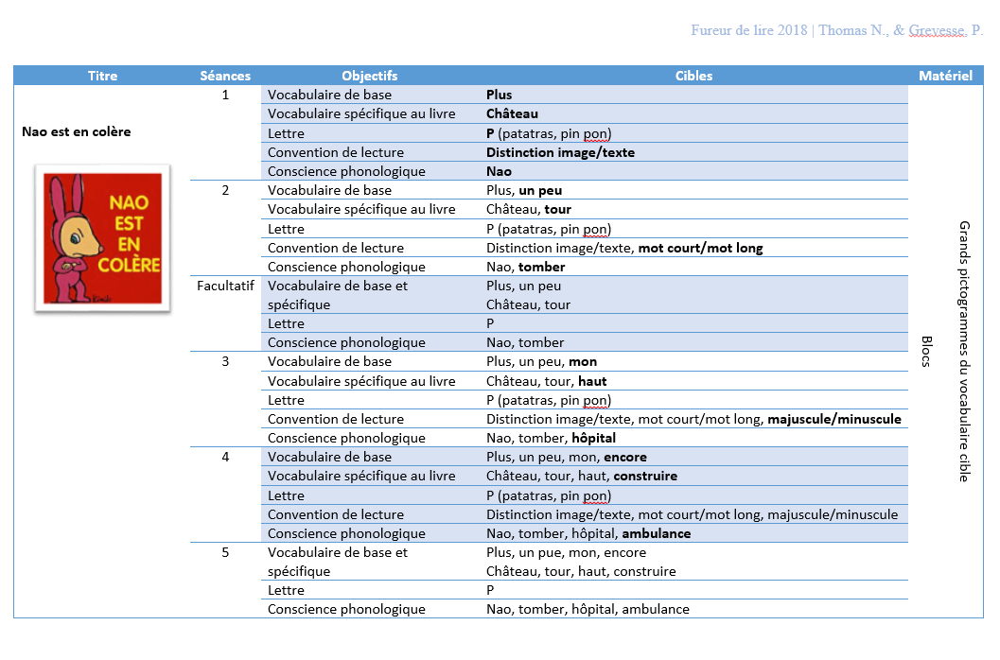 Fureur de lire 2018 | Thomas N., & Grevesse, P.
Titre Séances Objectifs Cibles Matériel
Nao est en colère
NAO
EST
EN
COLÈRE
1 Vocabulaire de base Plus
Vocabulaire spécifique au livre Château
Lettre P (patatras, pin pon)
Convention de lecture Distinction image/texte
Conscience phonologique Nao
2 Vocabulaire de base Plus, un peu
Vocabulaire spécifique au livre Château, tour
Lettre P (patatras, pin pon)
Convention de lecture Distinction image/texte, mot court/mot long
Conscience phonologique Nao, tomber
Facultatif Vocabulaire de base et Plus, un peu
spécifique Château, tour
Lettre P
Conscience phonologique Nao, tomber
3 Vocabulaire de base Plus, un peu, mon
Vocabulaire spécifique au livre Château, tour, haut
Lettre P (patatras, pin pon)
Convention de lecture Distinction image/texte, mot court/mot long, majuscule/minuscule
Conscience phonologique Nao, tomber, hôpital
4 Vocabulaire de base Plus, un peu, mon, encore
Vocabulaire spécifique au livre Château, tour, haut, construire
Lettre P (patatras, pin pon)
Convention de lecture Distinction image/texte, mot court/mot long, majuscule/minuscule
Conscience phonologique Nao, tomber, hôpital, ambulance
5 Vocabulaire de base et Plus, un pue, mon, encore
spécifique Château, tour, haut, construire
Lettre P
Conscience phonologique Nao, tomber, hôpital, ambulance
Grands pictogrammes du vocabulaire cible
Blocs